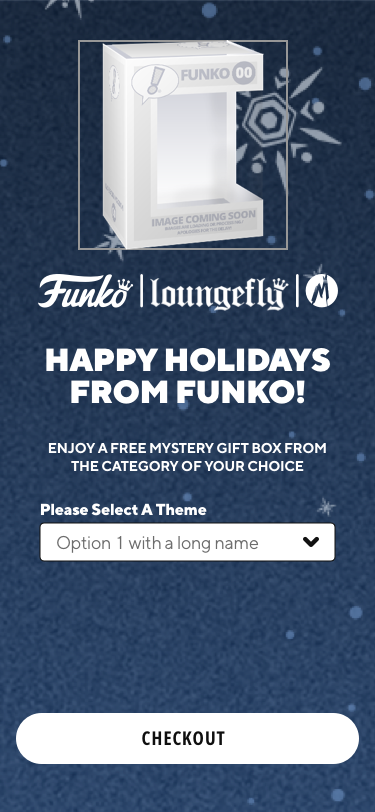 FUNKO 00
IMAGE COMING SOON
Funko | loungefly | M
HAPPY HOLIDAYS
FROM FUNKO!
ENJOY A FREE MYSTERY GIFT BOX FROM
THE CATEGORY OF YOUR CHOICE
Please Select A Theme
Option 1 with a long name
CHECKOUT